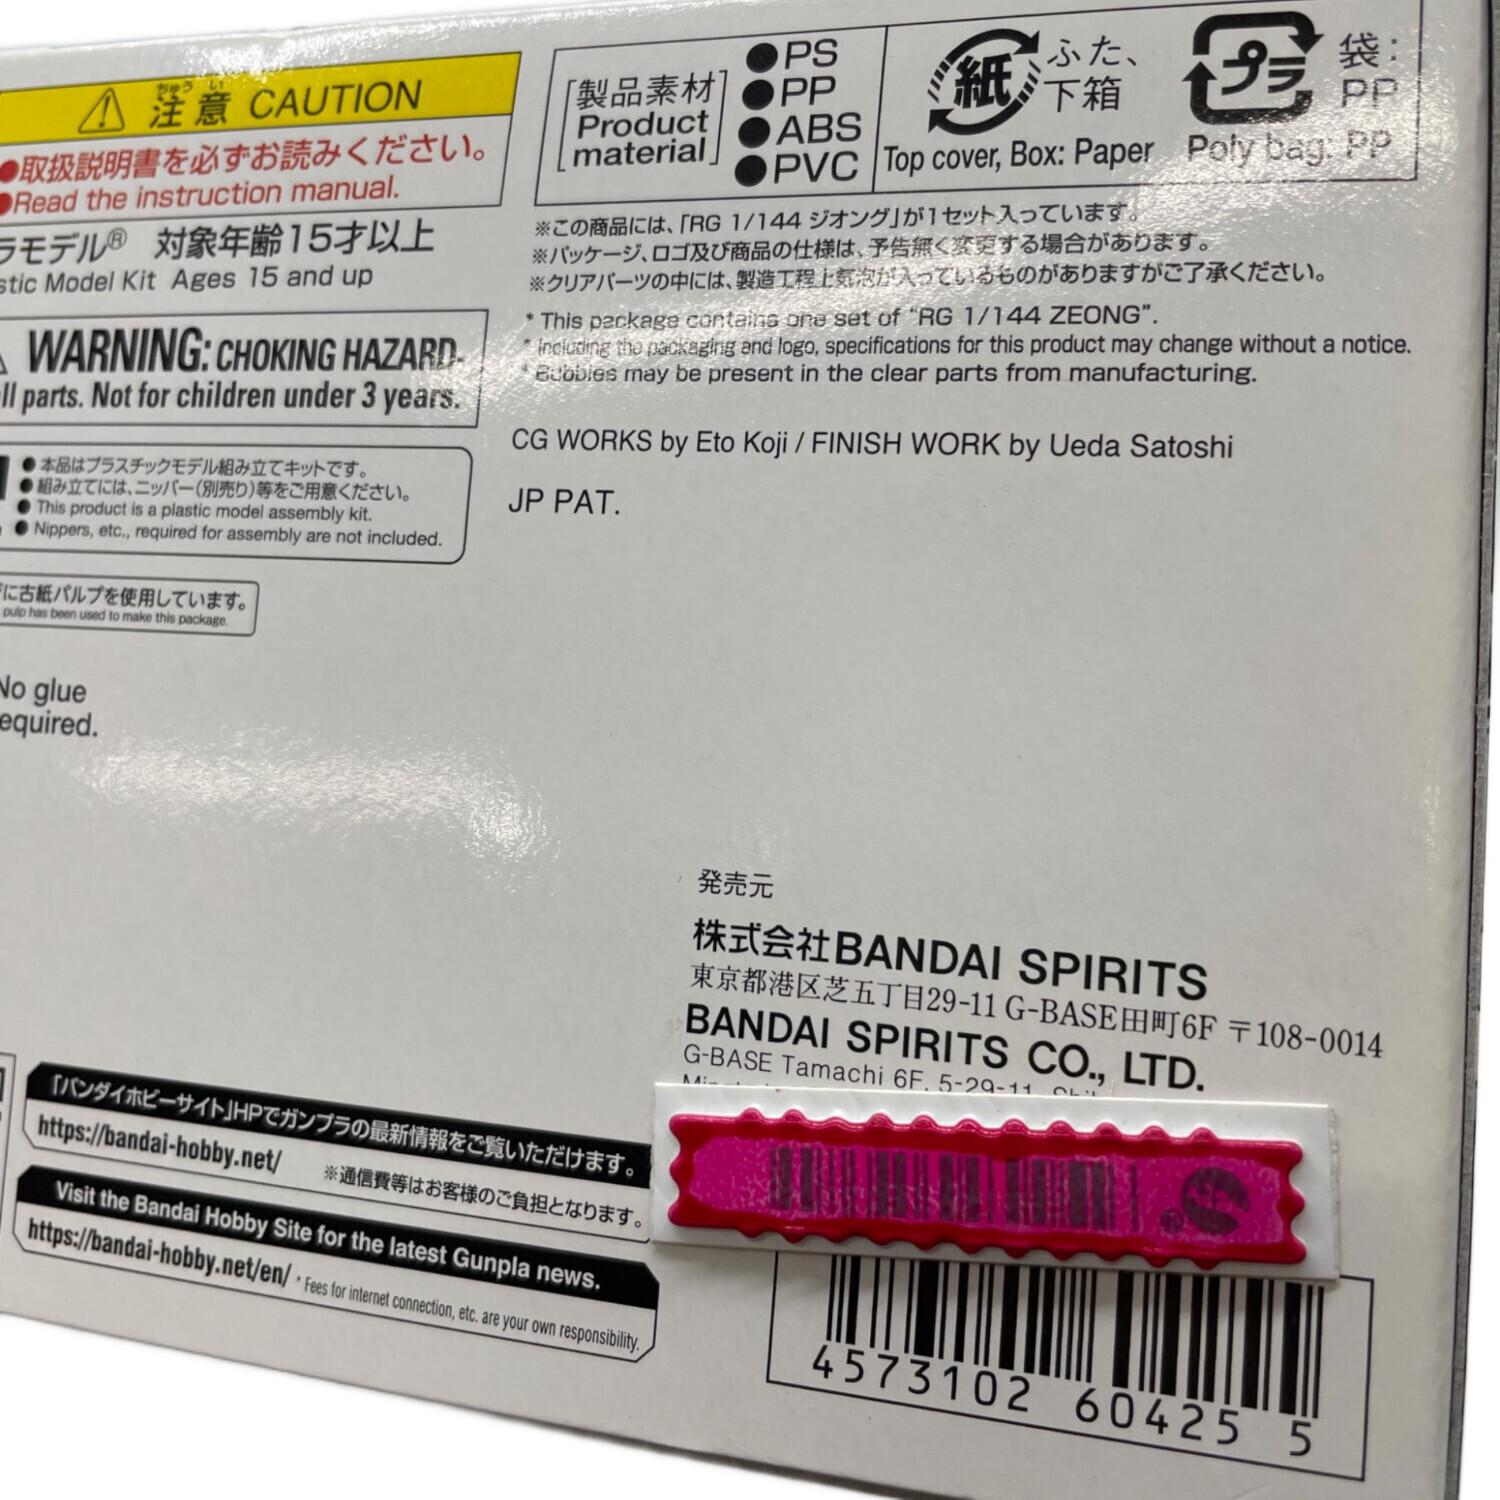 注意 CAUTION
ちゅう い
●取扱説明書を必ずお読みください。
●Read the instruction manual.
ラモデル® 対象年齢15才以上
stic Model Kit Ages 15 and up
WARNING: CHOKING HAZARD-
ll parts. Not for children under 3 years.
●本品はプラスチックモデル組み立てキットです。
●組み立てには、ニッパー(別売り)等をご用意ください。
●This product is a plastic model assembly kit.
●Nippers, etc., required for assembly are not included.
に古紙パルプを使用しています。
pulp has been used to make this package.
No glue
equired.
[製品素材 Product material]
●PS
●PP
●ABS
●PVC
紙 ふた、下箱
Top cover, Box: Paper
プラ 袋:PP
Poly bag: PP
※この商品には、「RG 1/144 ジオング」が1セット入っています。
※パッケージ、ロゴ及び商品の仕様は、予告無く変更する場合があります。
※クリアパーツの中には、製造工程上気泡が入っているものがありますがご了承ください。
* This package contains one set of “RG 1/144 ZEONG”.
* Including the packaging and logo, specifications for this product may change without a notice.
* Bubbles may be present in the clear parts from manufacturing.
CG WORKS by Eto Koji / FINISH WORK by Ueda Satoshi
JP PAT.
発売元
株式会社BANDAI SPIRITS
東京都港区芝五丁目29-11 G-BASE田町6F 〒108-0014
BANDAI SPIRITS CO., LTD.
G-BASE Tamachi 6F, 5-29-11,
「バンダイホビーサイト」HPでガンプラの最新情報をご覧いただけます。
https://bandai-hobby.net/
※通信費等はお客様のご負担となります。
Visit the Bandai Hobby Site for the latest Gunpla news.
https://bandai-hobby.net/en/ * Fees for internet connection, etc. are your own responsibility.
4573102 60425 5